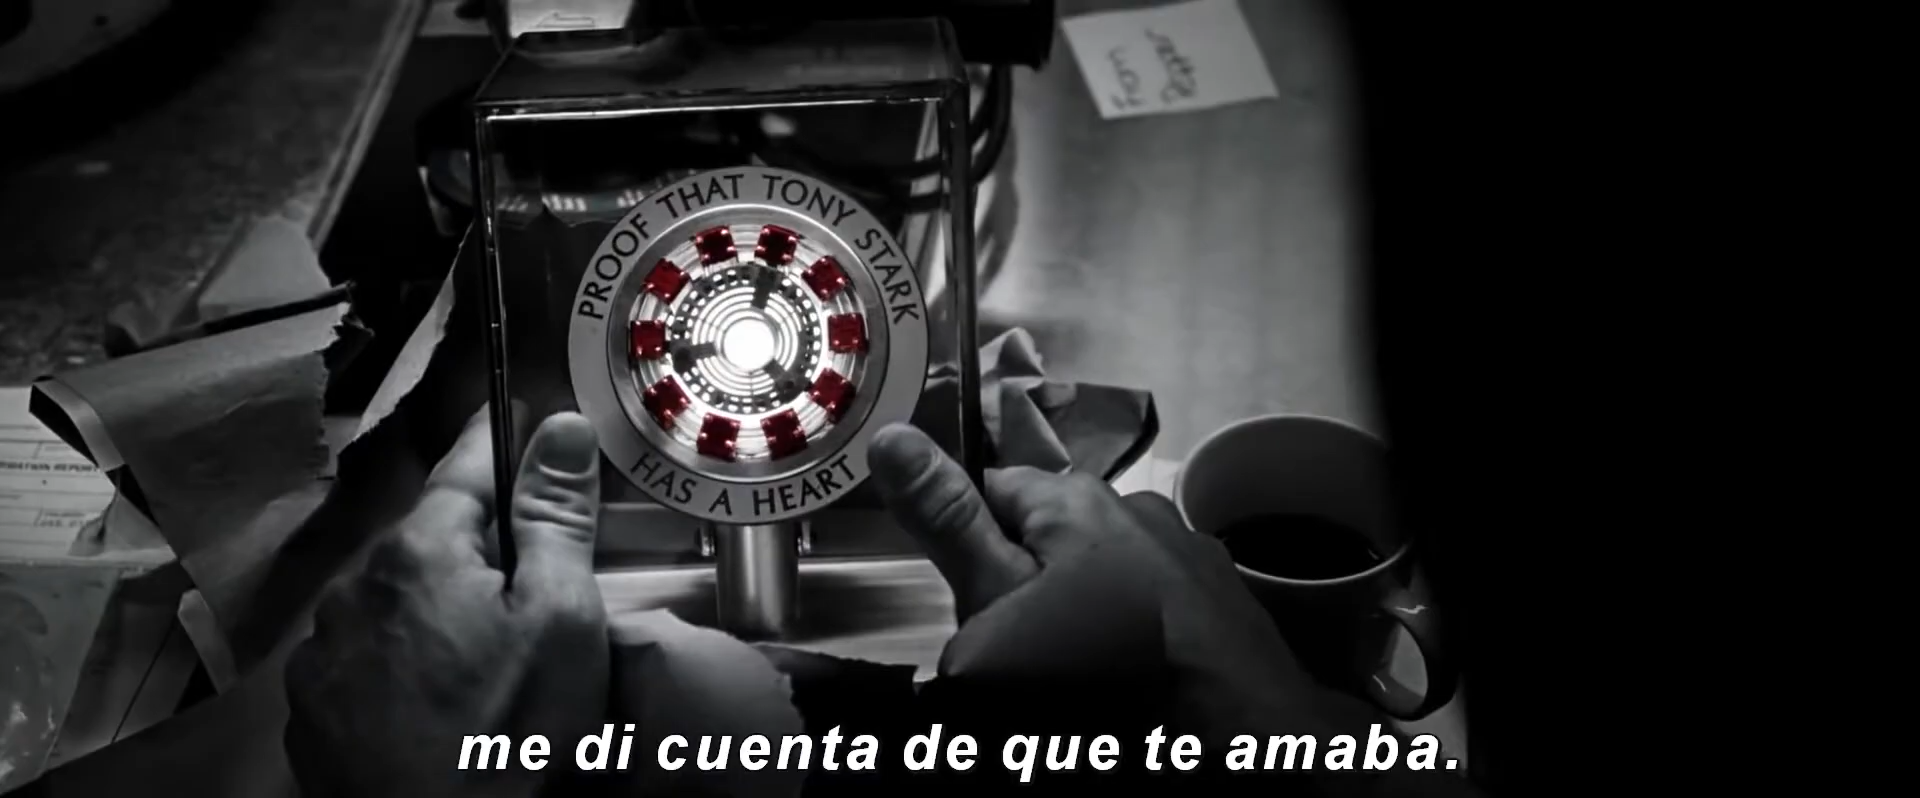 PROOF THAT TONY STARK
HAS A HEART
me di cuenta de que te amaba.